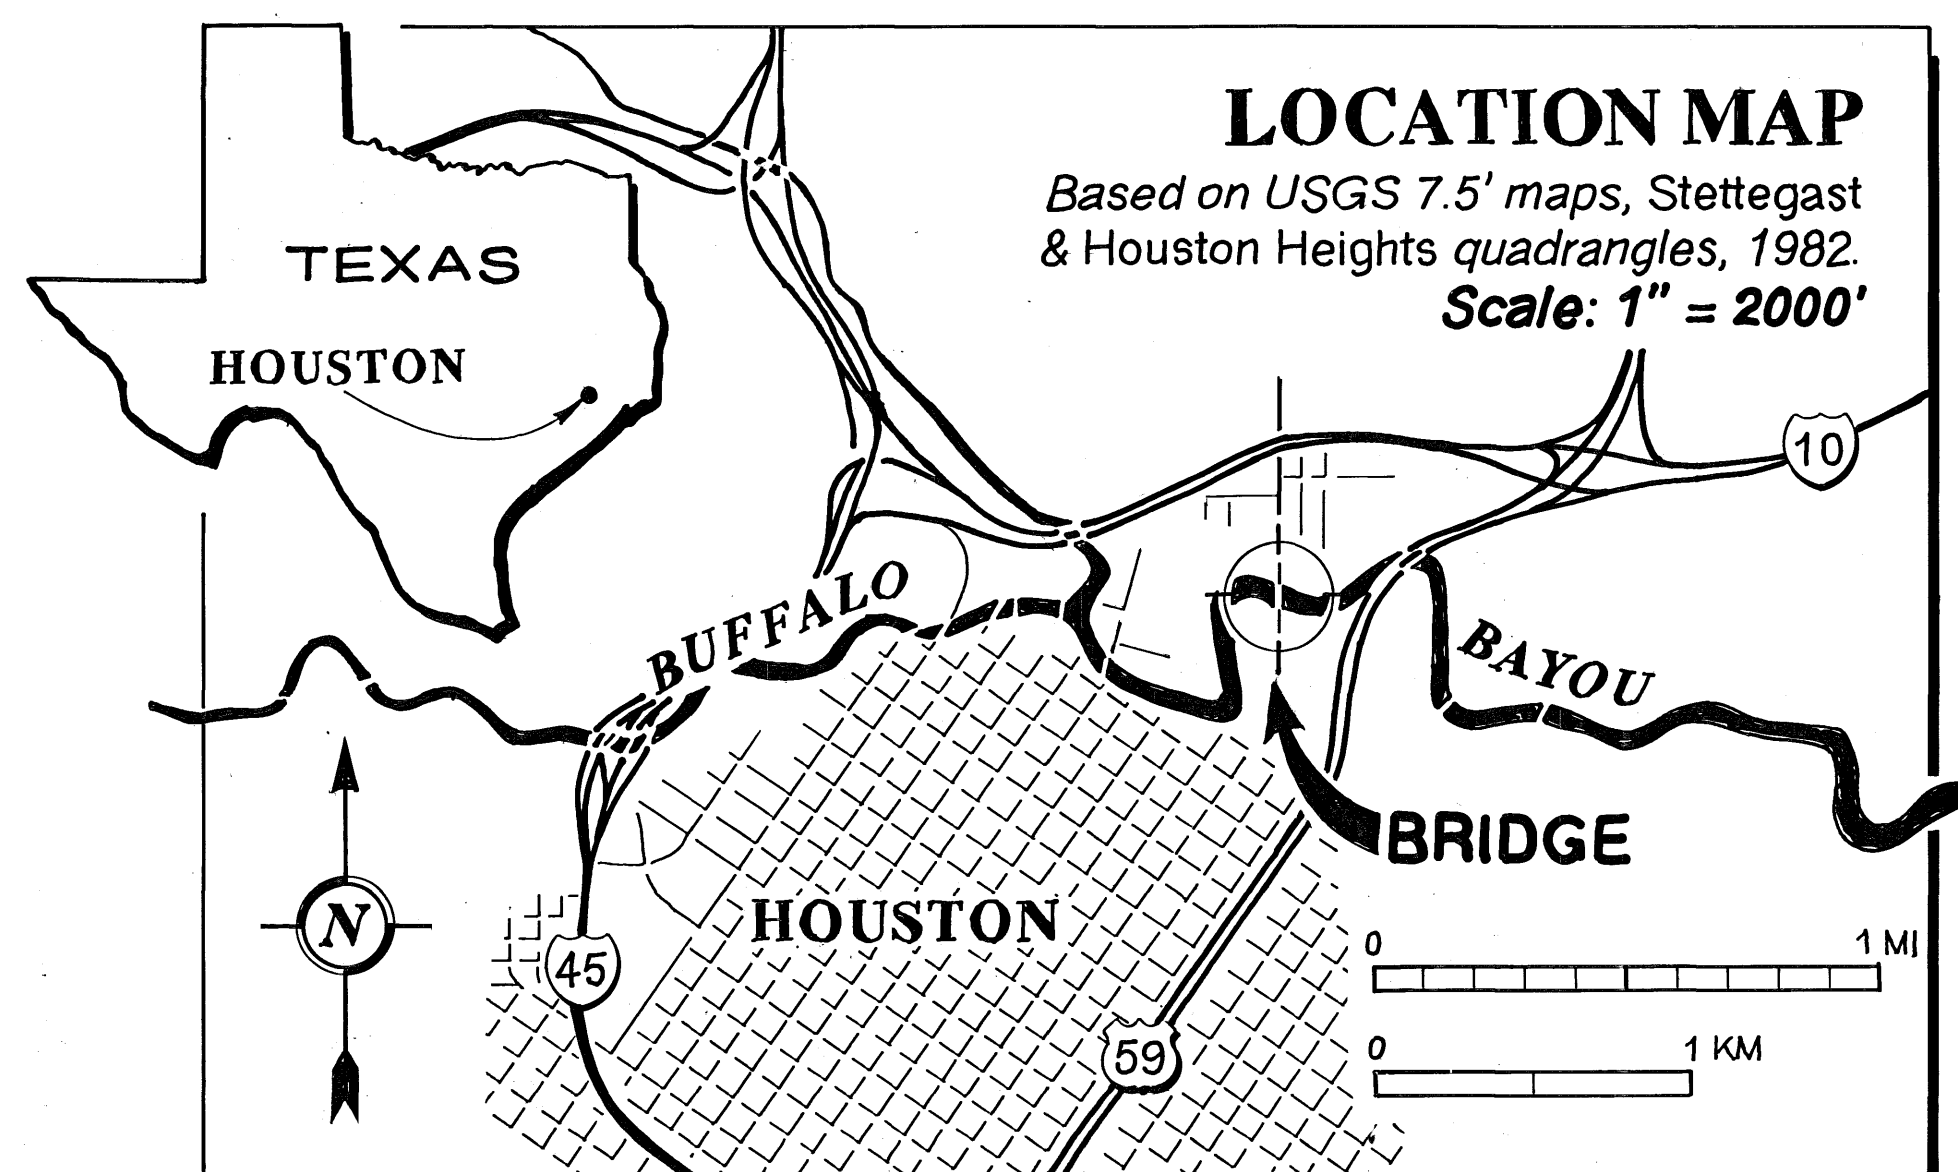 LOCATION MAP
Based on USGS 7.5' maps, Stettegast
& Houston Heights quadrangles, 1982.
Scale: 1" = 2000'
TEXAS
HOUSTON
10
BUFFALO
BAYOU
BRIDGE
N
HOUSTON
45
59
0 1 MI
0 1 KM